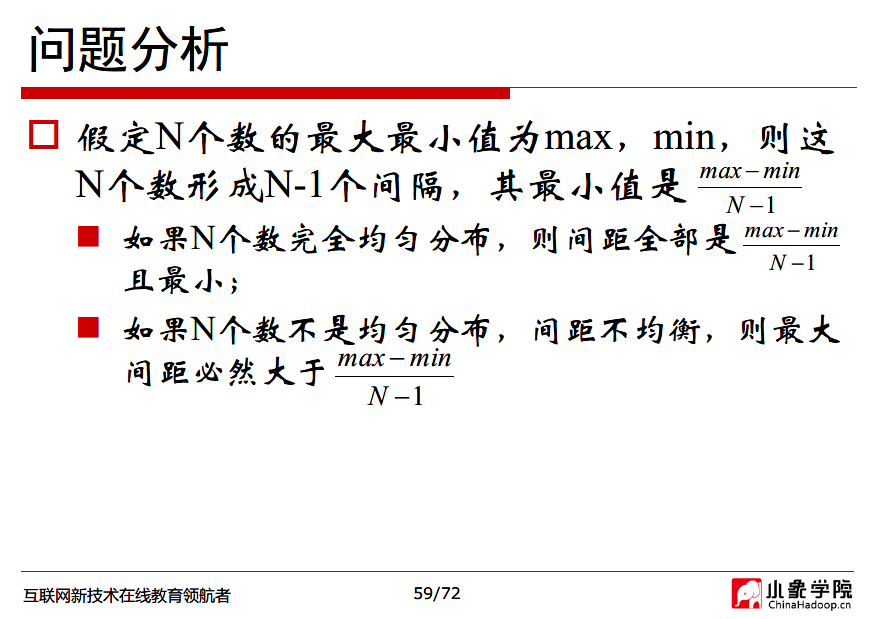 问题分析
假定N个数的最大最小值为max，min，则这
N个数形成N-1个间隔，其最小值是 (max−min)/(N−1)
如果N个数完全均匀分布，则间距全部是 (max−min)/(N−1)
且最小；
如果N个数不是均匀分布，间距不均衡，则最大
间距必然大于 (max−min)/(N−1)
互联网新技术在线教育领航者
59/72
小象学院
ChinaHadoop.cn